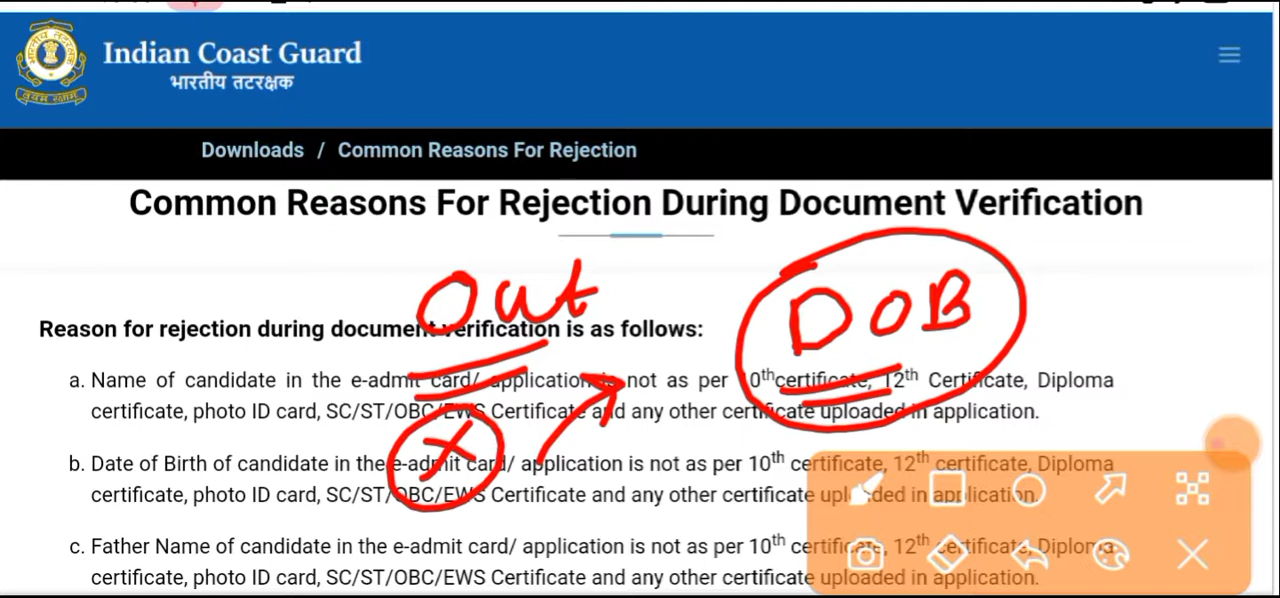 Indian Coast Guard
भारतीय तटरक्षक
वयम् रक्षामः
Downloads / Common Reasons For Rejection
Common Reasons For Rejection During Document Verification
Out
DOB
Reason for rejection during document verification is as follows:
a. Name of candidate in the e-admit card/ application is not as per 10th certificate, 12th Certificate, Diploma
certificate, photo ID card, SC/ST/OBC/EWS Certificate and any other certificate uploaded in application.
X
b. Date of Birth of candidate in the e-admit card/ application is not as per 10th certificate, 12th certificate, Diploma
certificate, photo ID card, SC/ST/OBC/EWS Certificate and any other certificate uploaded in application.
c. Father Name of candidate in the e-admit card/ application is not as per 10th certificate, 12th certificate, Diploma
certificate, photo ID card, SC/ST/OBC/EWS Certificate and any other certificate uploaded in application.